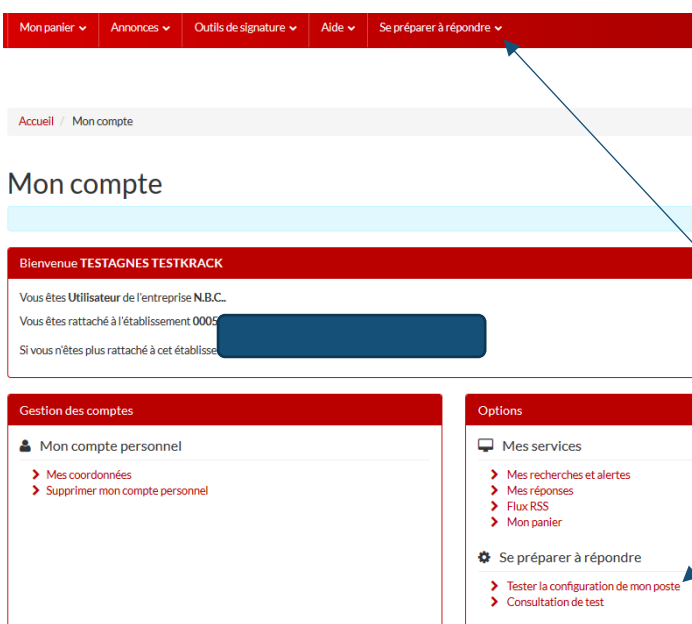 Mon panier Annonces Outils de signature Aide Se préparer à répondre
Accueil / Mon compte
Mon compte
Bienvenue TESTAGNES TESTKRACK
Vous êtes Utilisateur de l'entreprise N.B.C..
Vous êtes rattaché à l'établissement 0005
Si vous n'êtes plus rattaché à cet établisse
Gestion des comptes
Mon compte personnel
Mes coordonnées
Supprimer mon compte personnel
Options
Mes services
Mes recherches et alertes
Mes réponses
Flux RSS
Mon panier
Se préparer à répondre
Tester la configuration de mon poste
Consultation de test